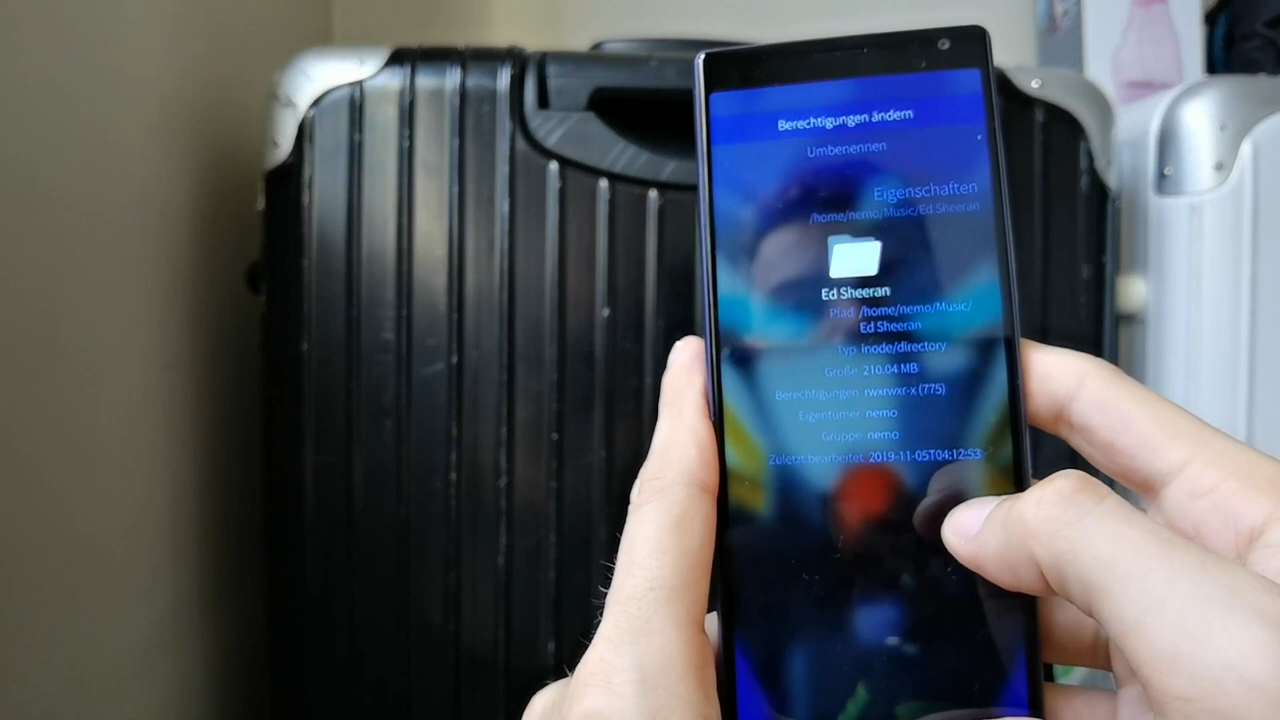 Berechtigungen ändern
Umbenennen
Eigenschaften
/home/nemo/Music/Ed Sheeran
Ed Sheeran
Pfad /home/nemo/Music/
Ed Sheeran
Typ inode/directory
Größe 210.04 MB
Berechtigungen rwxrwxr-x (775)
Eigentümer nemo
Gruppe nemo
Zuletzt bearbeitet 2019-11-05T04:12:53